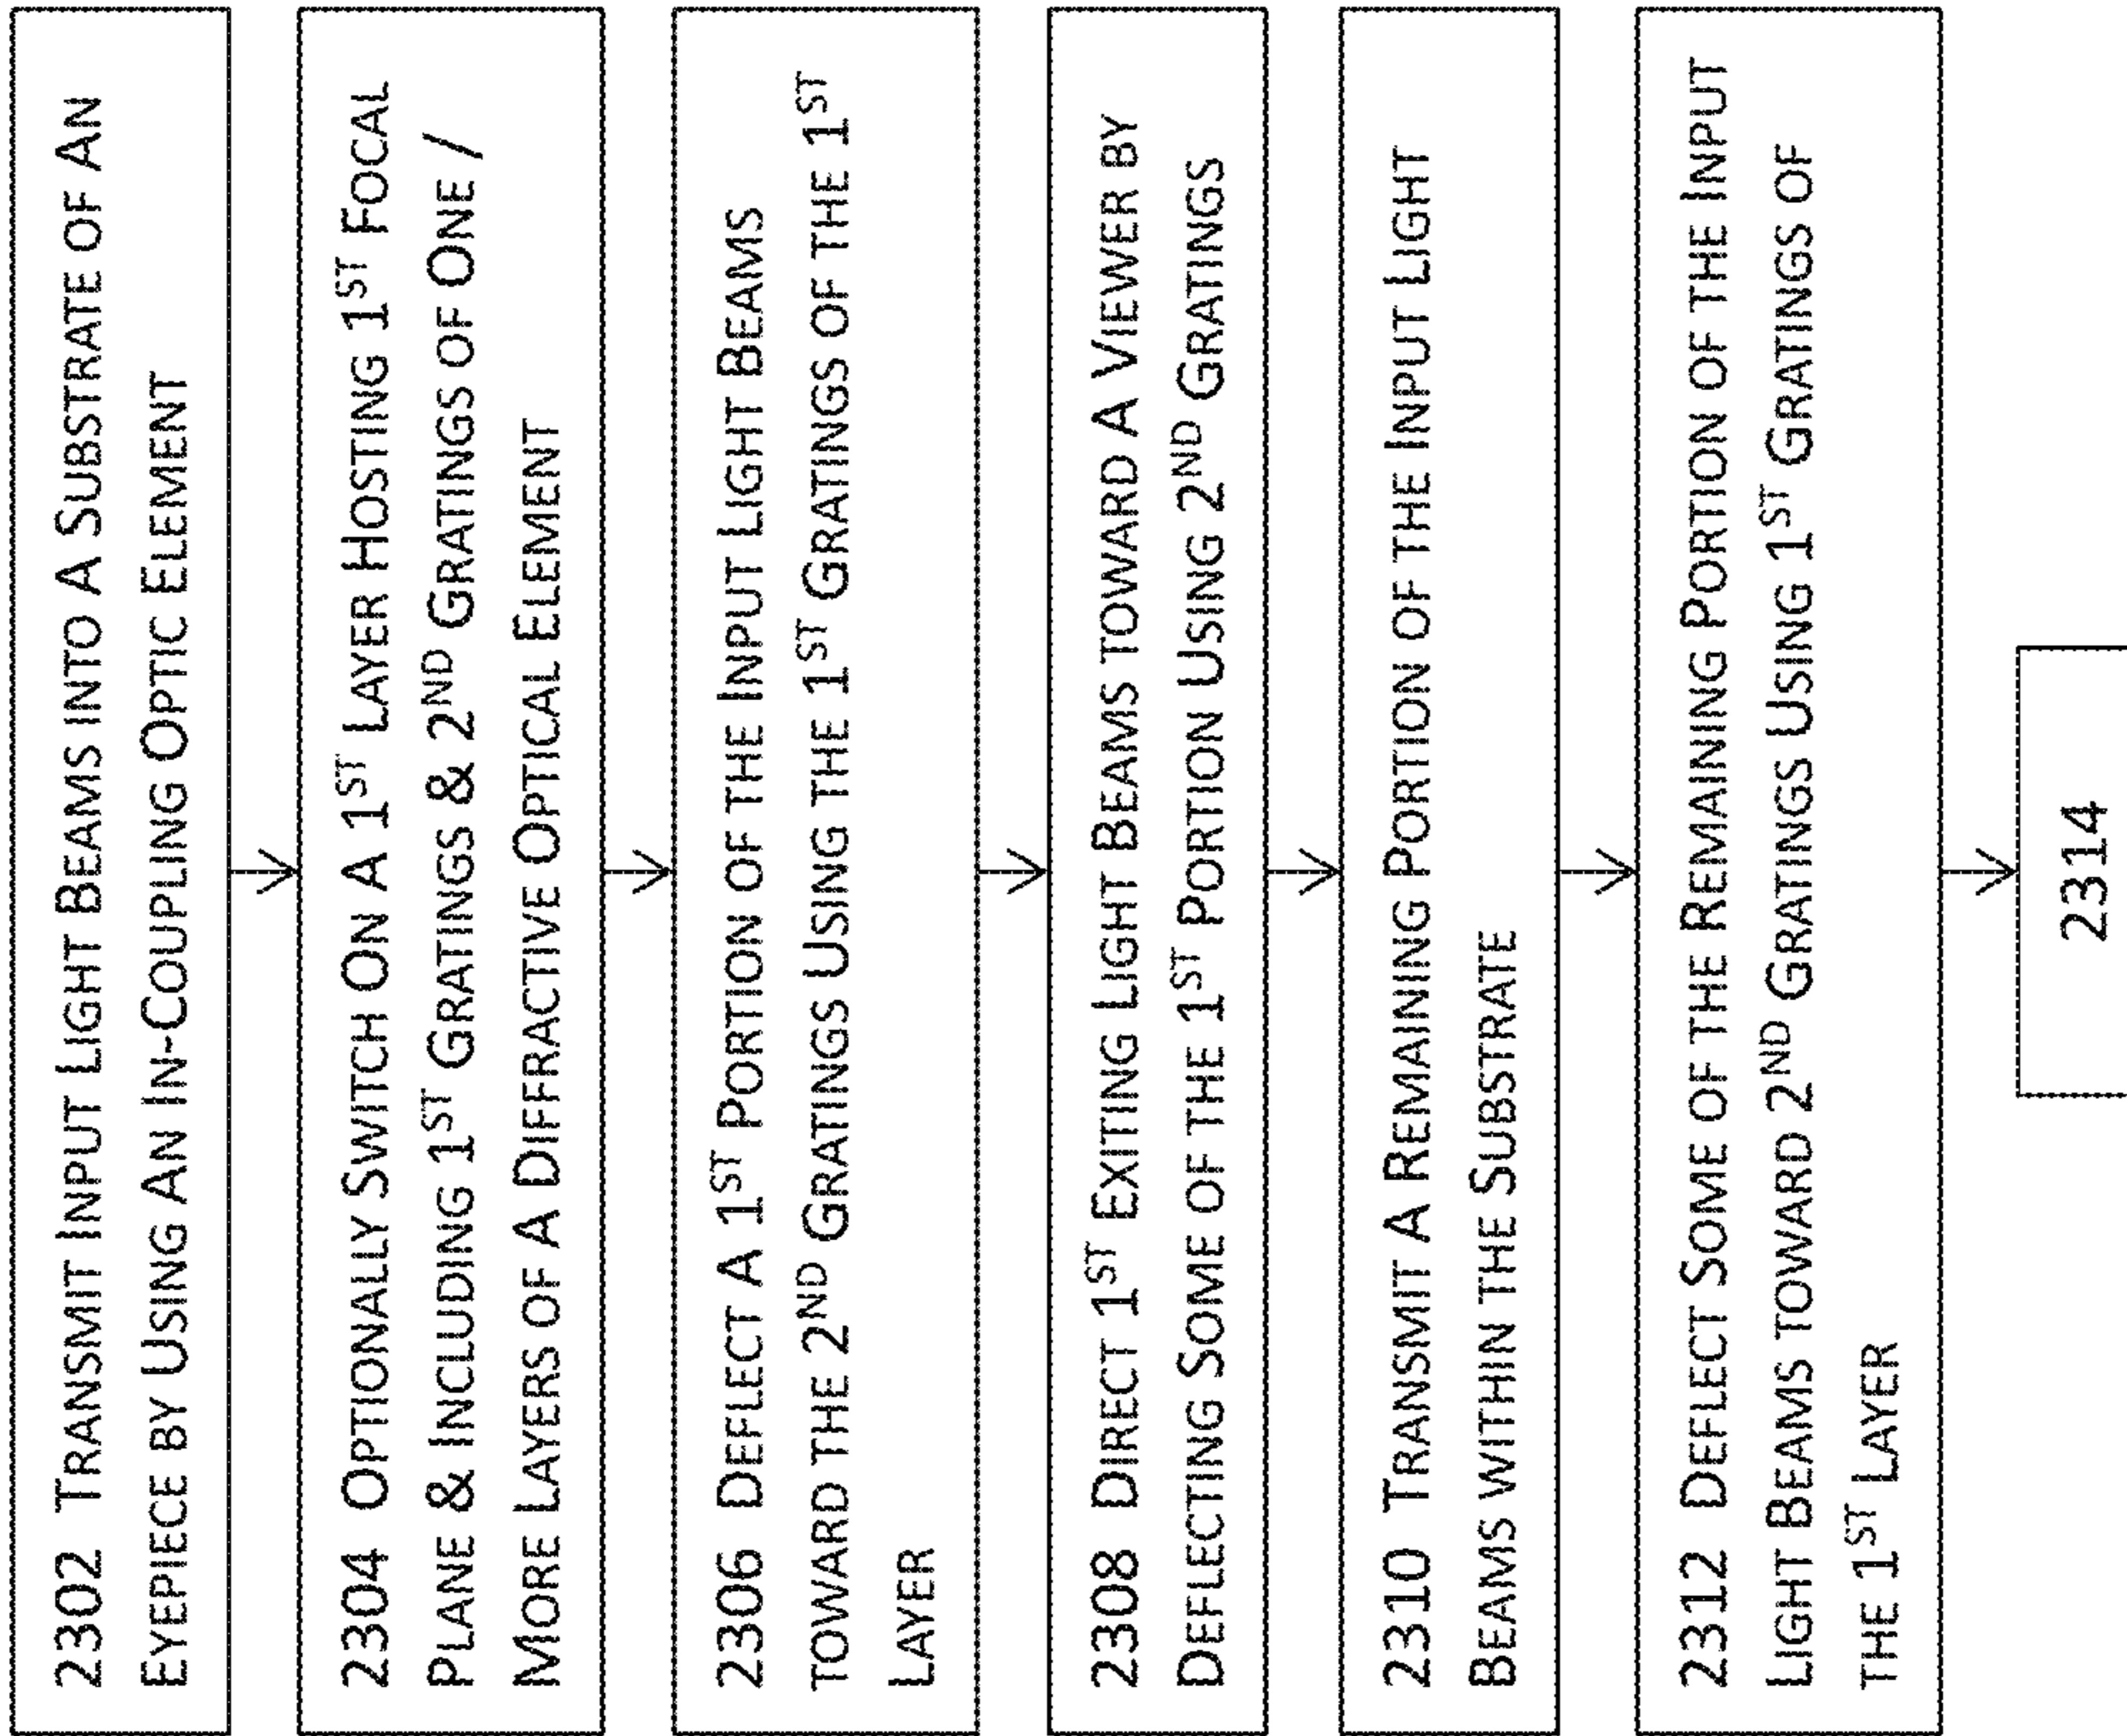 2302 TRANSMIT INPUT LIGHT BEAMS INTO A SUBSTRATE OF AN
EYEPIECE BY USING AN IN-COUPLING OPTIC ELEMENT
2304 OPTIONALLY SWITCH ON A 1ST LAYER HOSTING 1ST FOCAL
PLANE & INCLUDING 1ST GRATINGS & 2ND GRATINGS OF ONE /
MORE LAYERS OF A DIFFRACTIVE OPTICAL ELEMENT
2306 DEFLECT A 1ST PORTION OF THE INPUT LIGHT BEAMS
TOWARD THE 2ND GRATINGS USING THE 1ST GRATINGS OF THE 1ST
LAYER
2308 DIRECT 1ST EXITING LIGHT BEAMS TOWARD A VIEWER BY
DEFLECTING SOME OF THE 1ST PORTION USING 2ND GRATINGS
2310 TRANSMIT A REMAINING PORTION OF THE INPUT LIGHT
BEAMS WITHIN THE SUBSTRATE
2312 DEFLECT SOME OF THE REMAINING PORTION OF THE INPUT
LIGHT BEAMS TOWARD 2ND GRATINGS USING 1ST GRATINGS OF
THE 1ST LAYER
2314